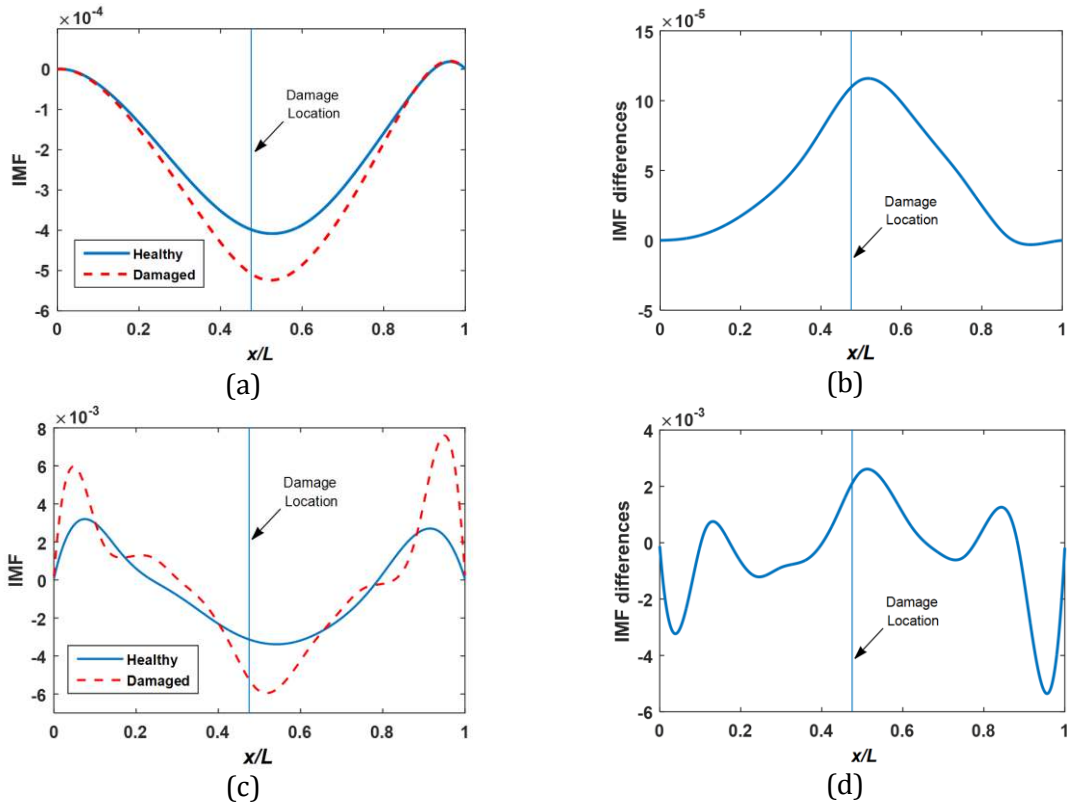 ×10⁻⁴
0
-1
-2
-3
-4
-5
-6
IMF
Damage
Location
Healthy
Damaged
0 0.2 0.4 0.6 0.8 1
x/L
(a)
×10⁻⁵
15
10
5
0
-5
IMF differences
Damage
Location
0 0.2 0.4 0.6 0.8 1
x/L
(b)
×10⁻³
8
6
4
2
0
-2
-4
-6
IMF
Damage
Location
Healthy
Damaged
0 0.2 0.4 0.6 0.8 1
x/L
(c)
×10⁻³
4
2
0
-2
-4
-6
IMF differences
Damage
Location
0 0.2 0.4 0.6 0.8 1
x/L
(d)